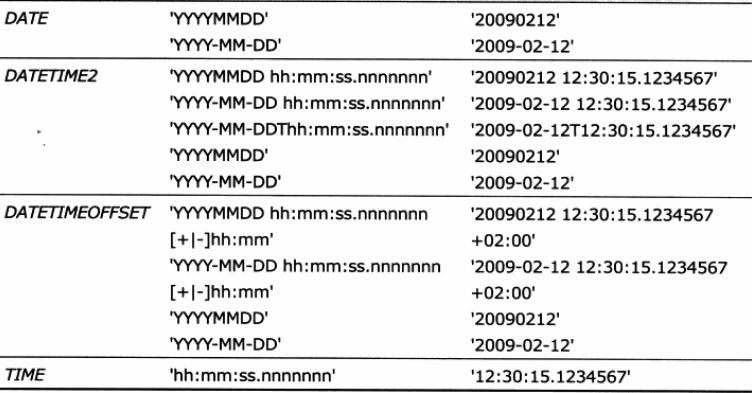 DATE 'YYYYMMDD' '20090212'
'YYYY-MM-DD' '2009-02-12'
DATETIME2 'YYYYMMDD hh:mm:ss.nnnnnnn' '20090212 12:30:15.1234567'
'YYYY-MM-DD hh:mm:ss.nnnnnnn' '2009-02-12 12:30:15.1234567'
'YYYY-MM-DDThh:mm:ss.nnnnnnn' '2009-02-12T12:30:15.1234567'
'YYYYMMDD' '20090212'
'YYYY-MM-DD' '2009-02-12'
DATETIMEOFFSET 'YYYYMMDD hh:mm:ss.nnnnnnn '20090212 12:30:15.1234567
[+|-]hh:mm' +02:00'
'YYYY-MM-DD hh:mm:ss.nnnnnnn '2009-02-12 12:30:15.1234567
[+|-]hh:mm' +02:00'
'YYYYMMDD' '20090212'
'YYYY-MM-DD' '2009-02-12'
TIME 'hh:mm:ss.nnnnnnn' '12:30:15.1234567'